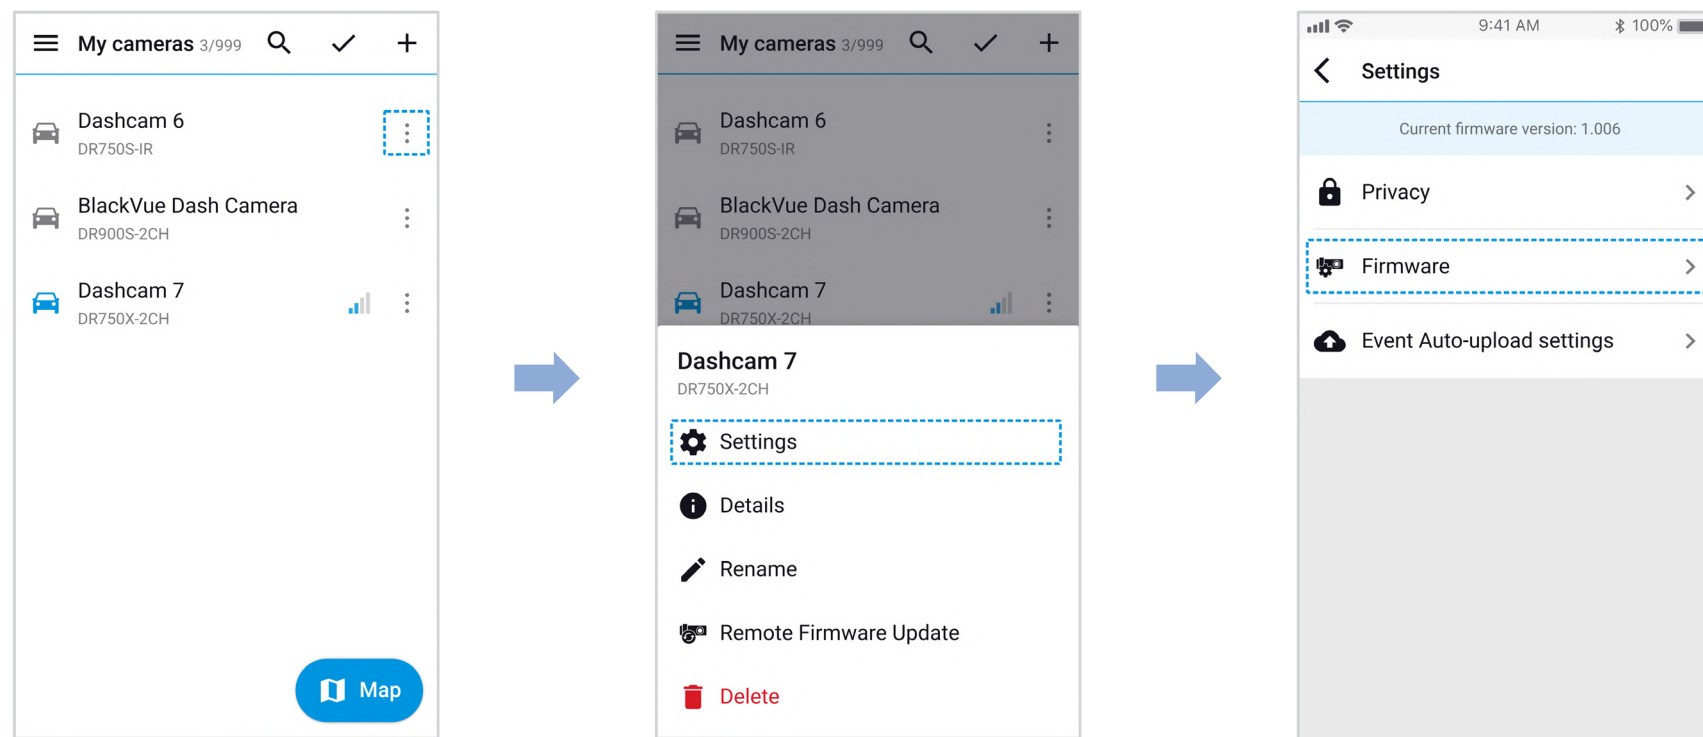 My cameras 3/999
Dashcam 6
DR750S-IR
BlackVue Dash Camera
DR900S-2CH
Dashcam 7
DR750X-2CH
Map
My cameras 3/999
Dashcam 6
DR750S-IR
BlackVue Dash Camera
DR900S-2CH
Dashcam 7
DR750X-2CH
Dashcam 7
DR750X-2CH
Settings
Details
Rename
Remote Firmware Update
Delete
9:41 AM 100%
Settings
Current firmware version: 1.006
Privacy
Firmware
Event Auto-upload settings